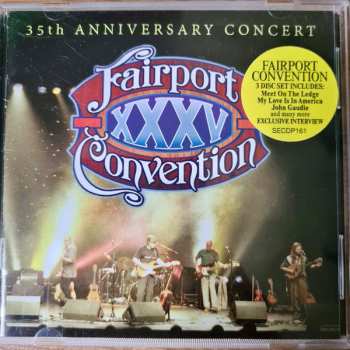 35th ANNIVERSARY CONCERT
Fairport
XXXV
Convention
FAIRPORT
CONVENTION
3 DISC SET INCLUDES:
Meet On The Ledge
My Love Is In America
John Gaudie
and many more
EXCLUSIVE INTERVIEW
SECDP161